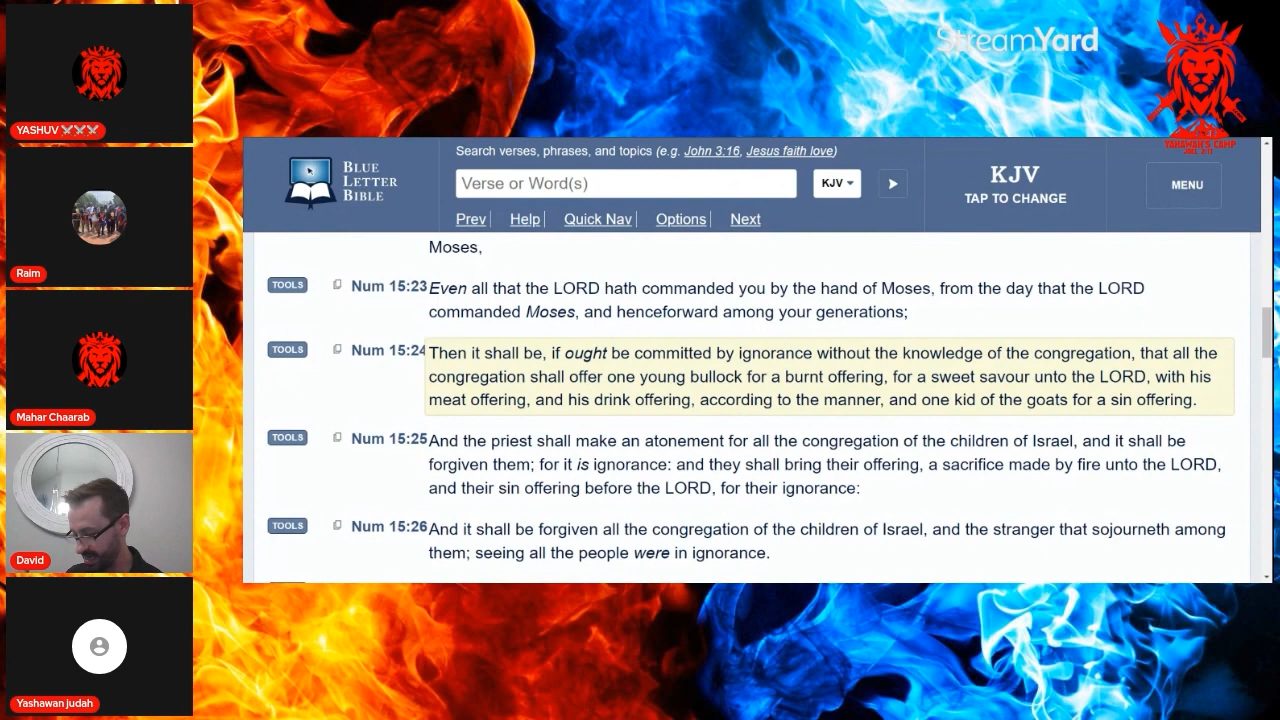 StreamYard
YAHAWAH'S CAMP
JOEL 2:11
YASHUV ⚔⚔⚔
Raim
Mahar Chaarab
David
Yashawan judah
BLUE
LETTER
BIBLE
Search verses, phrases, and topics (e.g. John 3:16, Jesus faith love)
Verse or Word(s)
KJV
Prev Help Quick Nav Options Next
KJV
TAP TO CHANGE
MENU
Moses,
TOOLS Num 15:23 Even all that the LORD hath commanded you by the hand of Moses, from the day that the LORD
commanded Moses, and henceforward among your generations;
TOOLS Num 15:24 Then it shall be, if ought be committed by ignorance without the knowledge of the congregation, that all the
congregation shall offer one young bullock for a burnt offering, for a sweet savour unto the LORD, with his
meat offering, and his drink offering, according to the manner, and one kid of the goats for a sin offering.
TOOLS Num 15:25 And the priest shall make an atonement for all the congregation of the children of Israel, and it shall be
forgiven them; for it is ignorance: and they shall bring their offering, a sacrifice made by fire unto the LORD,
and their sin offering before the LORD, for their ignorance:
TOOLS Num 15:26 And it shall be forgiven all the congregation of the children of Israel, and the stranger that sojourneth among
them; seeing all the people were in ignorance.